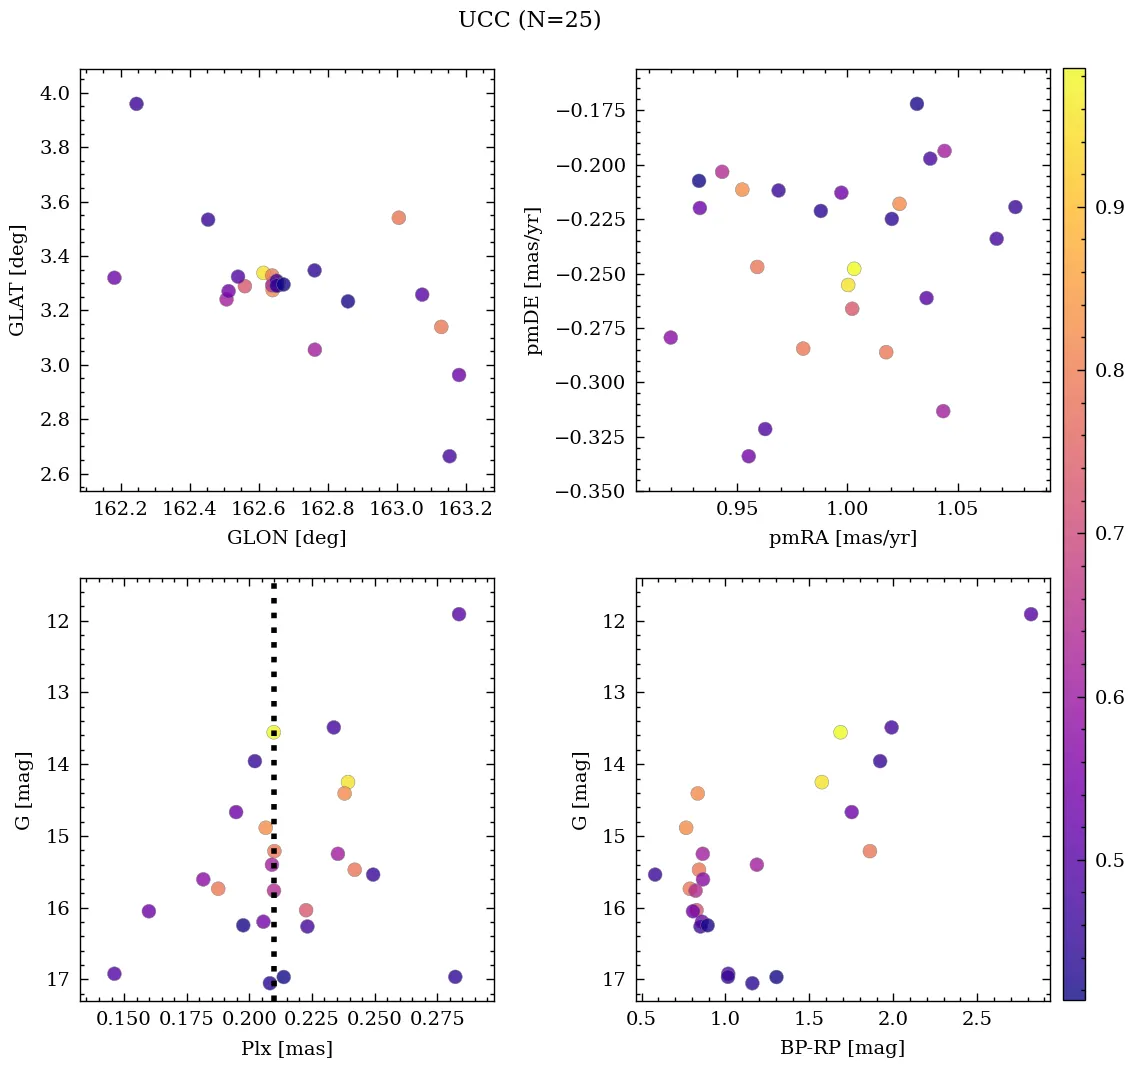 UCC (N=25)
4.0
3.8
3.6
3.4
3.2
3.0
2.8
2.6
GLAT [deg]
162.2 162.4 162.6 162.8 163.0 163.2
GLON [deg]
−0.175
−0.200
−0.225
−0.250
−0.275
−0.300
−0.325
−0.350
pmDE [mas/yr]
0.95 1.00 1.05
pmRA [mas/yr]
0.9
0.8
0.7
0.6
0.5
12
13
14
15
16
17
G [mag]
0.150 0.175 0.200 0.225 0.250 0.275
Plx [mas]
12
13
14
15
16
17
G [mag]
0.5 1.0 1.5 2.0 2.5
BP-RP [mag]